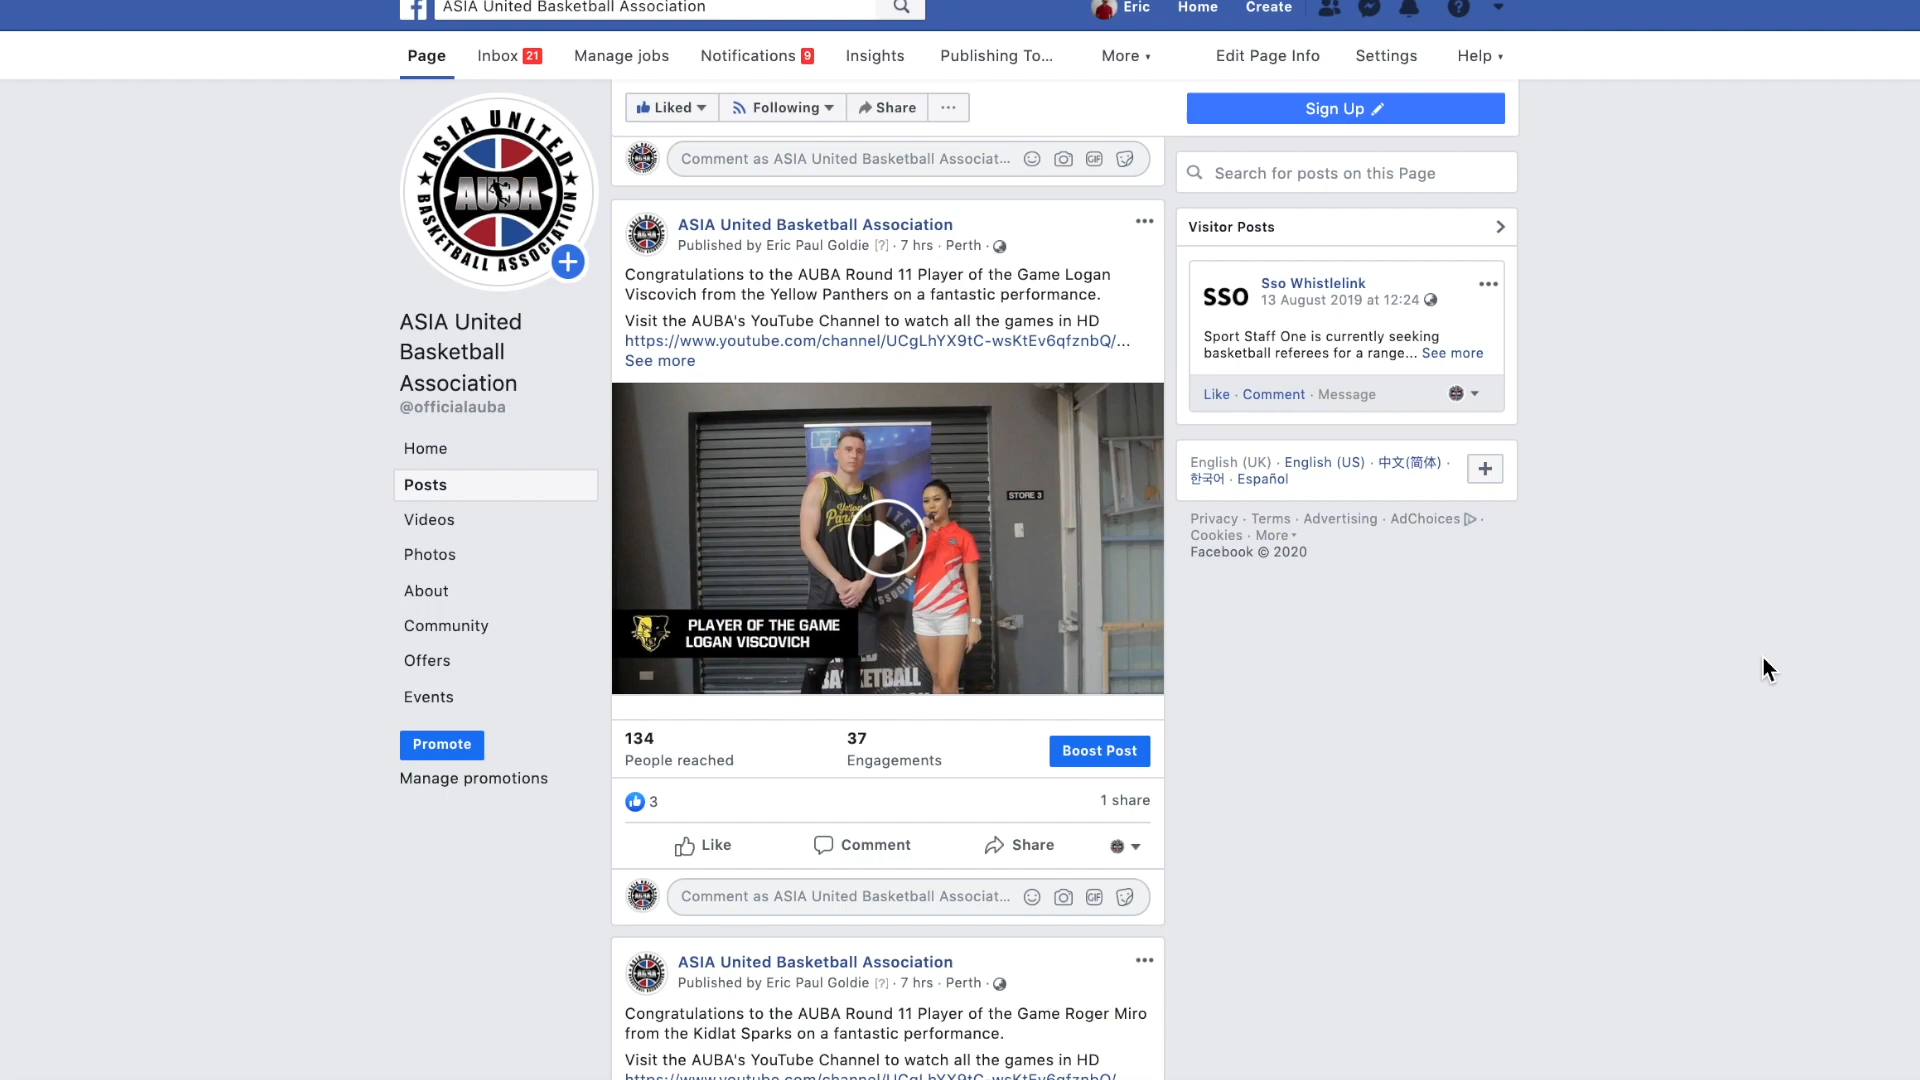 ASIA United Basketball Association
Eric
Home
Create
Page
Inbox 21
Manage jobs
Notifications 9
Insights
Publishing To...
More
Edit Page Info
Settings
Help
ASIA UNITED
AUBA
BASKETBALL ASSOCIATION
ASIA United
Basketball
Association
@officialauba
Home
Posts
Videos
Photos
About
Community
Offers
Events
Promote
Manage promotions
Liked
Following
Share
...
Sign Up
Comment as ASIA United Basketball Associat...
GIF
ASIA United Basketball Association
Published by Eric Paul Goldie [?] · 7 hrs · Perth ·
Congratulations to the AUBA Round 11 Player of the Game Logan
Viscovich from the Yellow Panthers on a fantastic performance.
Visit the AUBA's YouTube Channel to watch all the games in HD
https://www.youtube.com/channel/UCgLhYX9tC-wsKtEv6qfznbQ/...
See more
STORE 3
PLAYER OF THE GAME
LOGAN VISCOVICH
134
People reached
37
Engagements
Boost Post
3
1 share
Like
Comment
Share
Comment as ASIA United Basketball Associat...
GIF
ASIA United Basketball Association
Published by Eric Paul Goldie [?] · 7 hrs · Perth ·
Congratulations to the AUBA Round 11 Player of the Game Roger Miro
from the Kidlat Sparks on a fantastic performance.
Visit the AUBA's YouTube Channel to watch all the games in HD
https://www.youtube.com/channel/UCgLhYX9tC-wsKtEv6qfznbQ/
Search for posts on this Page
Visitor Posts
SSO
Sso Whistlelink
13 August 2019 at 12:24
Sport Staff One is currently seeking
basketball referees for a range... See more
Like · Comment · Message
English (UK) · English (US) · 中文(简体) ·
한국어 · Español
Privacy · Terms · Advertising · AdChoices ·
Cookies · More
Facebook © 2020